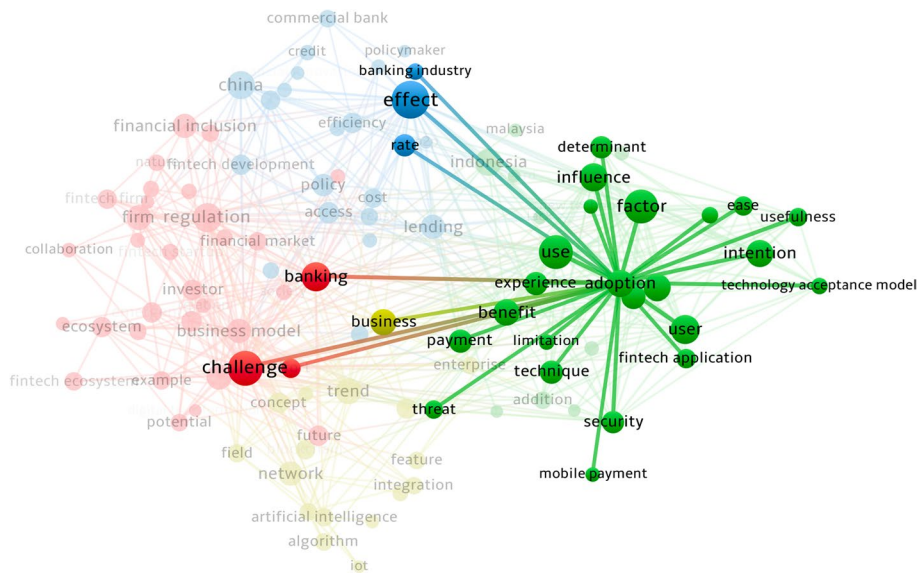 commercial bank
credit
policymaker
banking industry
china
effect
financial inclusion
efficiency
malaysia
rate
determinant
indonesia
fintech development
influence
policy
cost
fintech firm
factor
ease
firm
regulation
access
usefulness
lending
financial market
collaboration
intention
banking
experience
adoption
technology acceptance model
investor
benefit
business
ecosystem
business model
payment
limitation
user
fintech application
enterprise
challenge
technique
fintech ecosystem
example
trend
concept
addition
threat
potential
security
future
field
feature
network
mobile payment
integration
artificial intelligence
algorithm
iot